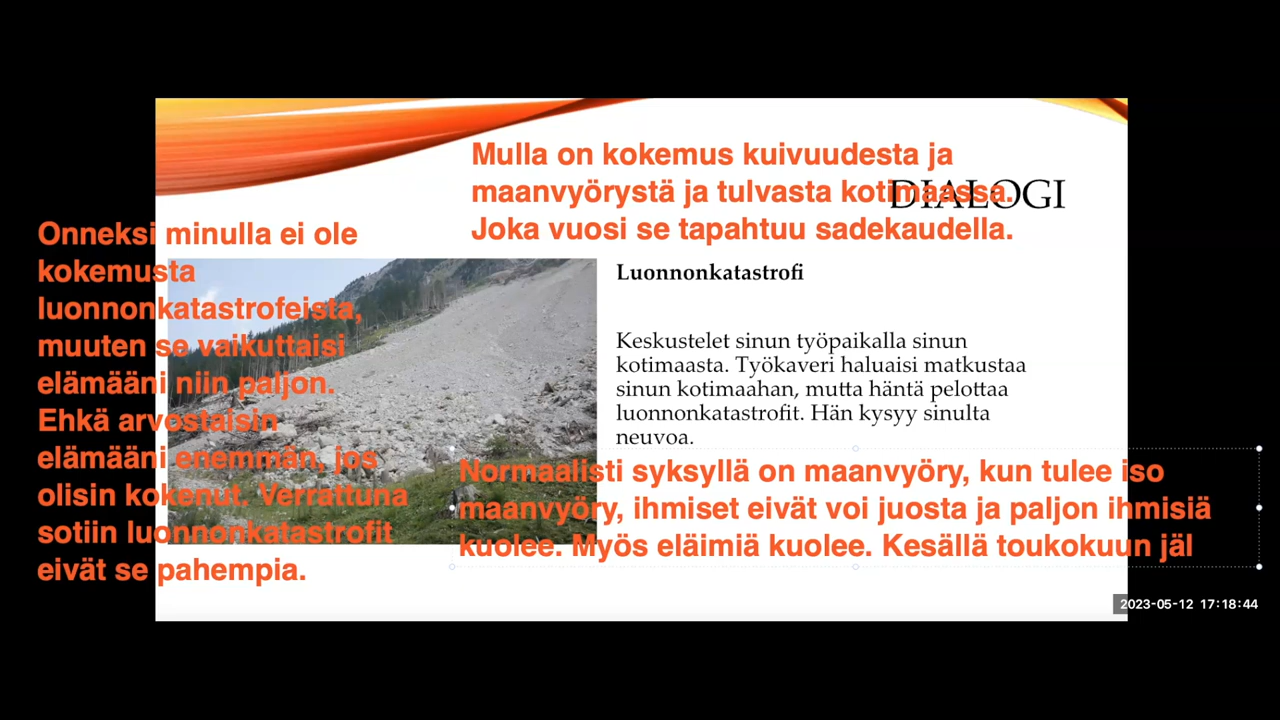 Mulla on kokemus kuivuudesta ja
maanvyörystä ja tulvasta kotimaassa.
Joka vuosi se tapahtuu sadekaudella.
DIALOGI
Onneksi minulla ei ole
kokemusta
luonnonkatastrofeista,
muuten se vaikuttaisi
elämääni niin paljon.
Ehkä arvostaisin
elämääni enemmän, jos
olisin kokenut. Verrattuna
sotiin luonnonkatastrofit
eivät se pahempia.
Luonnonkatastrofi
Keskustelet sinun työpaikalla sinun
kotimaasta. Työkaveri haluaisi matkustaa
sinun kotimaahan, mutta häntä pelottaa
luonnonkatastrofit. Hän kysyy sinulta
neuvoa.
Normaalisti syksyllä on maanvyöry, kun tulee iso
maanvyöry, ihmiset eivät voi juosta ja paljon ihmisiä
kuolee. Myös eläimiä kuolee. Kesällä toukokuun jäl
2023-05-12 17:18:44